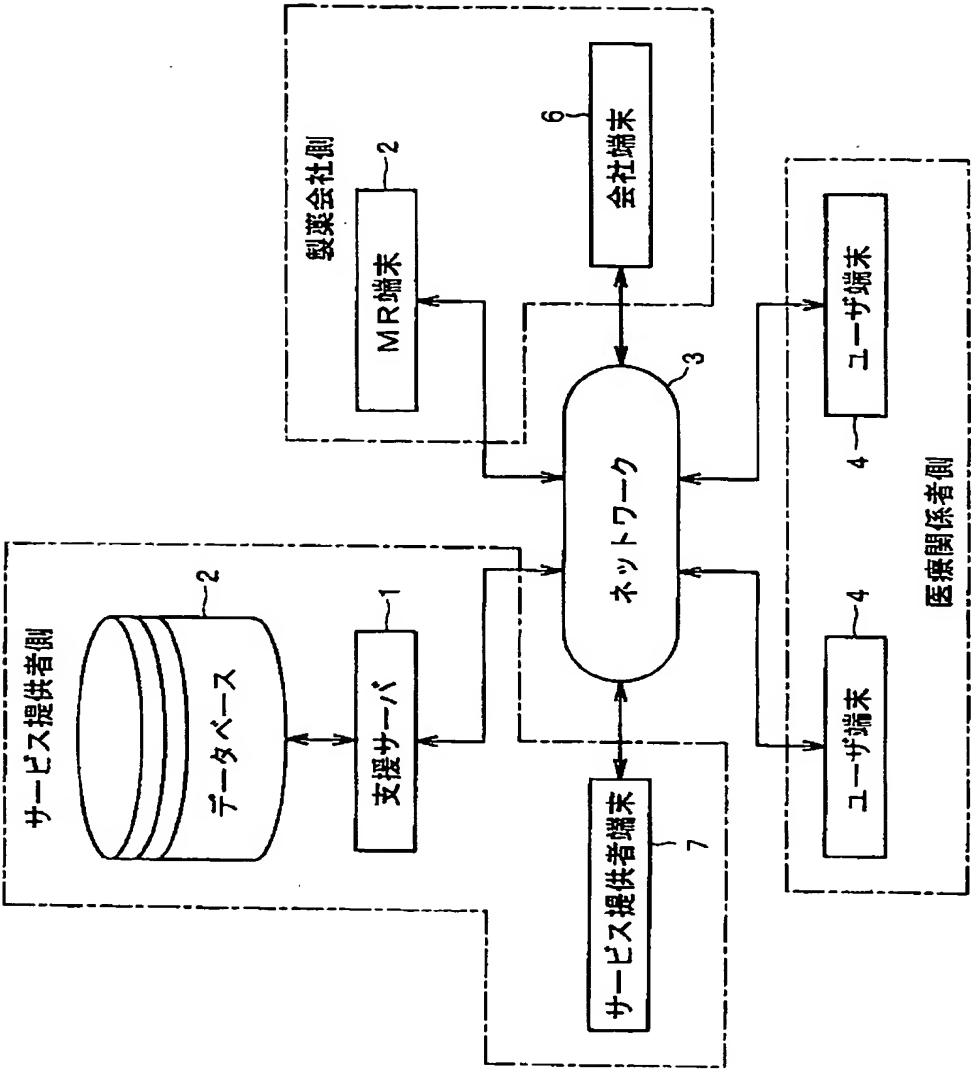 サービス提供者側
データベース
2
支援サーバ
1
サービス提供者端末
7
製薬会社側
MR端末
2
会社端末
6
ネットワーク
3
ユーザ端末
4
ユーザ端末
4
医療関係者側